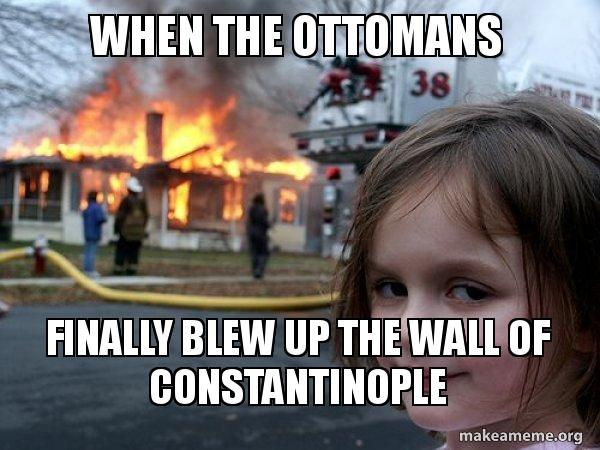 WHEN THE OTTOMANS
38
FINALLY BLEW UP THE WALL OF
CONSTANTINOPLE
makeameme.org